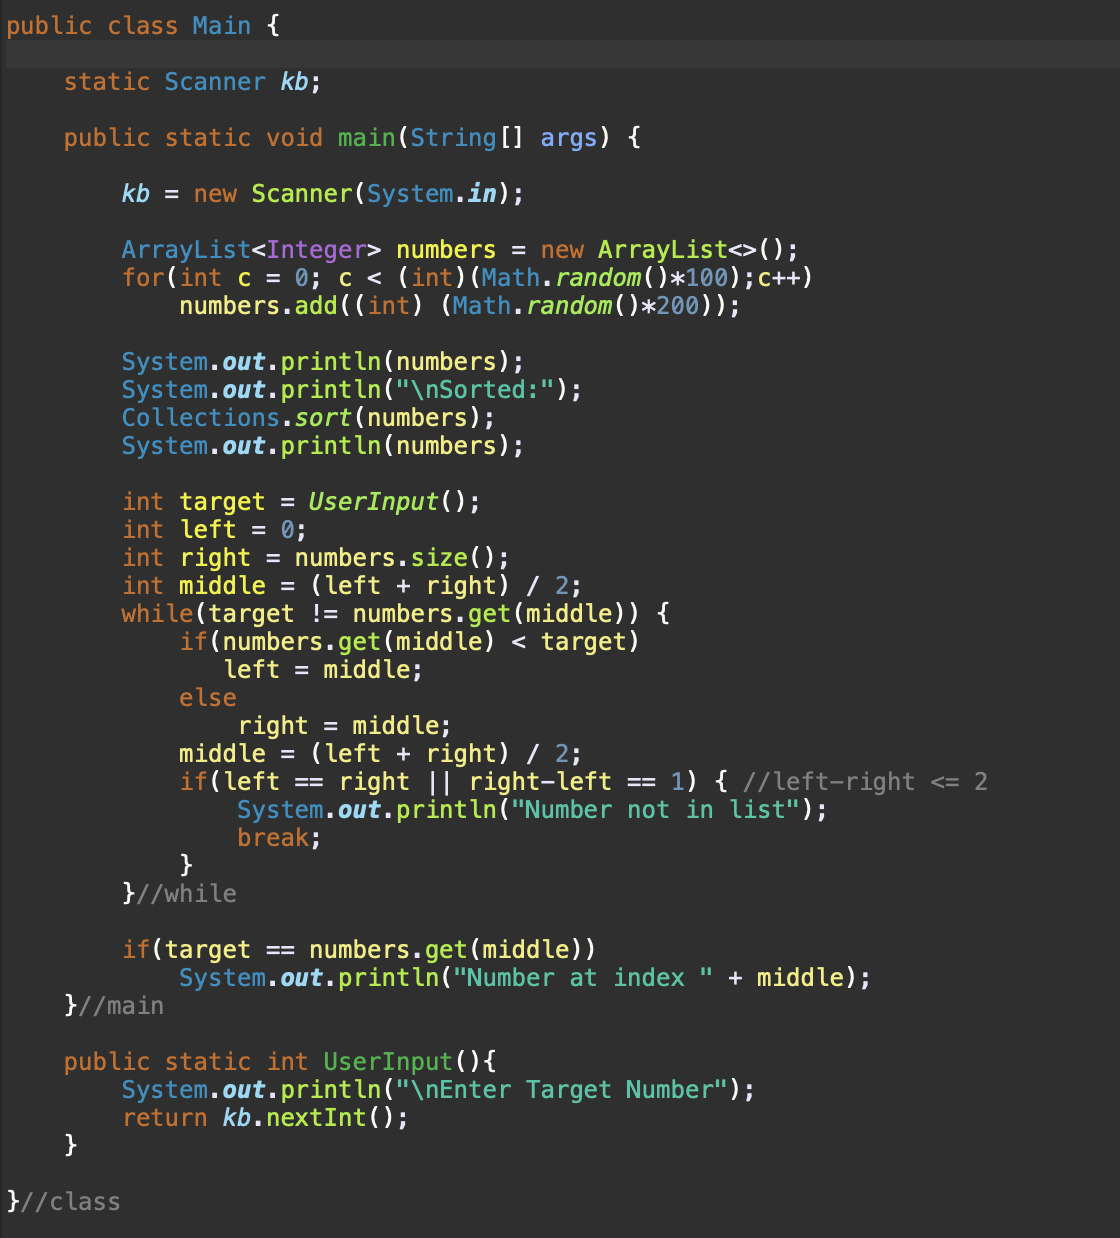 public class Main {
    static Scanner kb;
    public static void main(String[] args) {
        kb = new Scanner(System.in);
        ArrayList<Integer> numbers = new ArrayList<>();
        for(int c = 0; c < (int)(Math.random()*100);c++)
            numbers.add((int) (Math.random()*200));
        System.out.println(numbers);
        System.out.println("\nSorted:");
        Collections.sort(numbers);
        System.out.println(numbers);
        int target = UserInput();
        int left = 0;
        int right = numbers.size();
        int middle = (left + right) / 2;
        while(target != numbers.get(middle)) {
            if(numbers.get(middle) < target)
               left = middle;
            else
                right = middle;
            middle = (left + right) / 2;
            if(left == right || right-left == 1) { //left-right <= 2
                System.out.println("Number not in list");
                break;
            }
        }//while
        if(target == numbers.get(middle))
            System.out.println("Number at index " + middle);
    }//main
    public static int UserInput(){
        System.out.println("\nEnter Target Number");
        return kb.nextInt();
    }
}//class